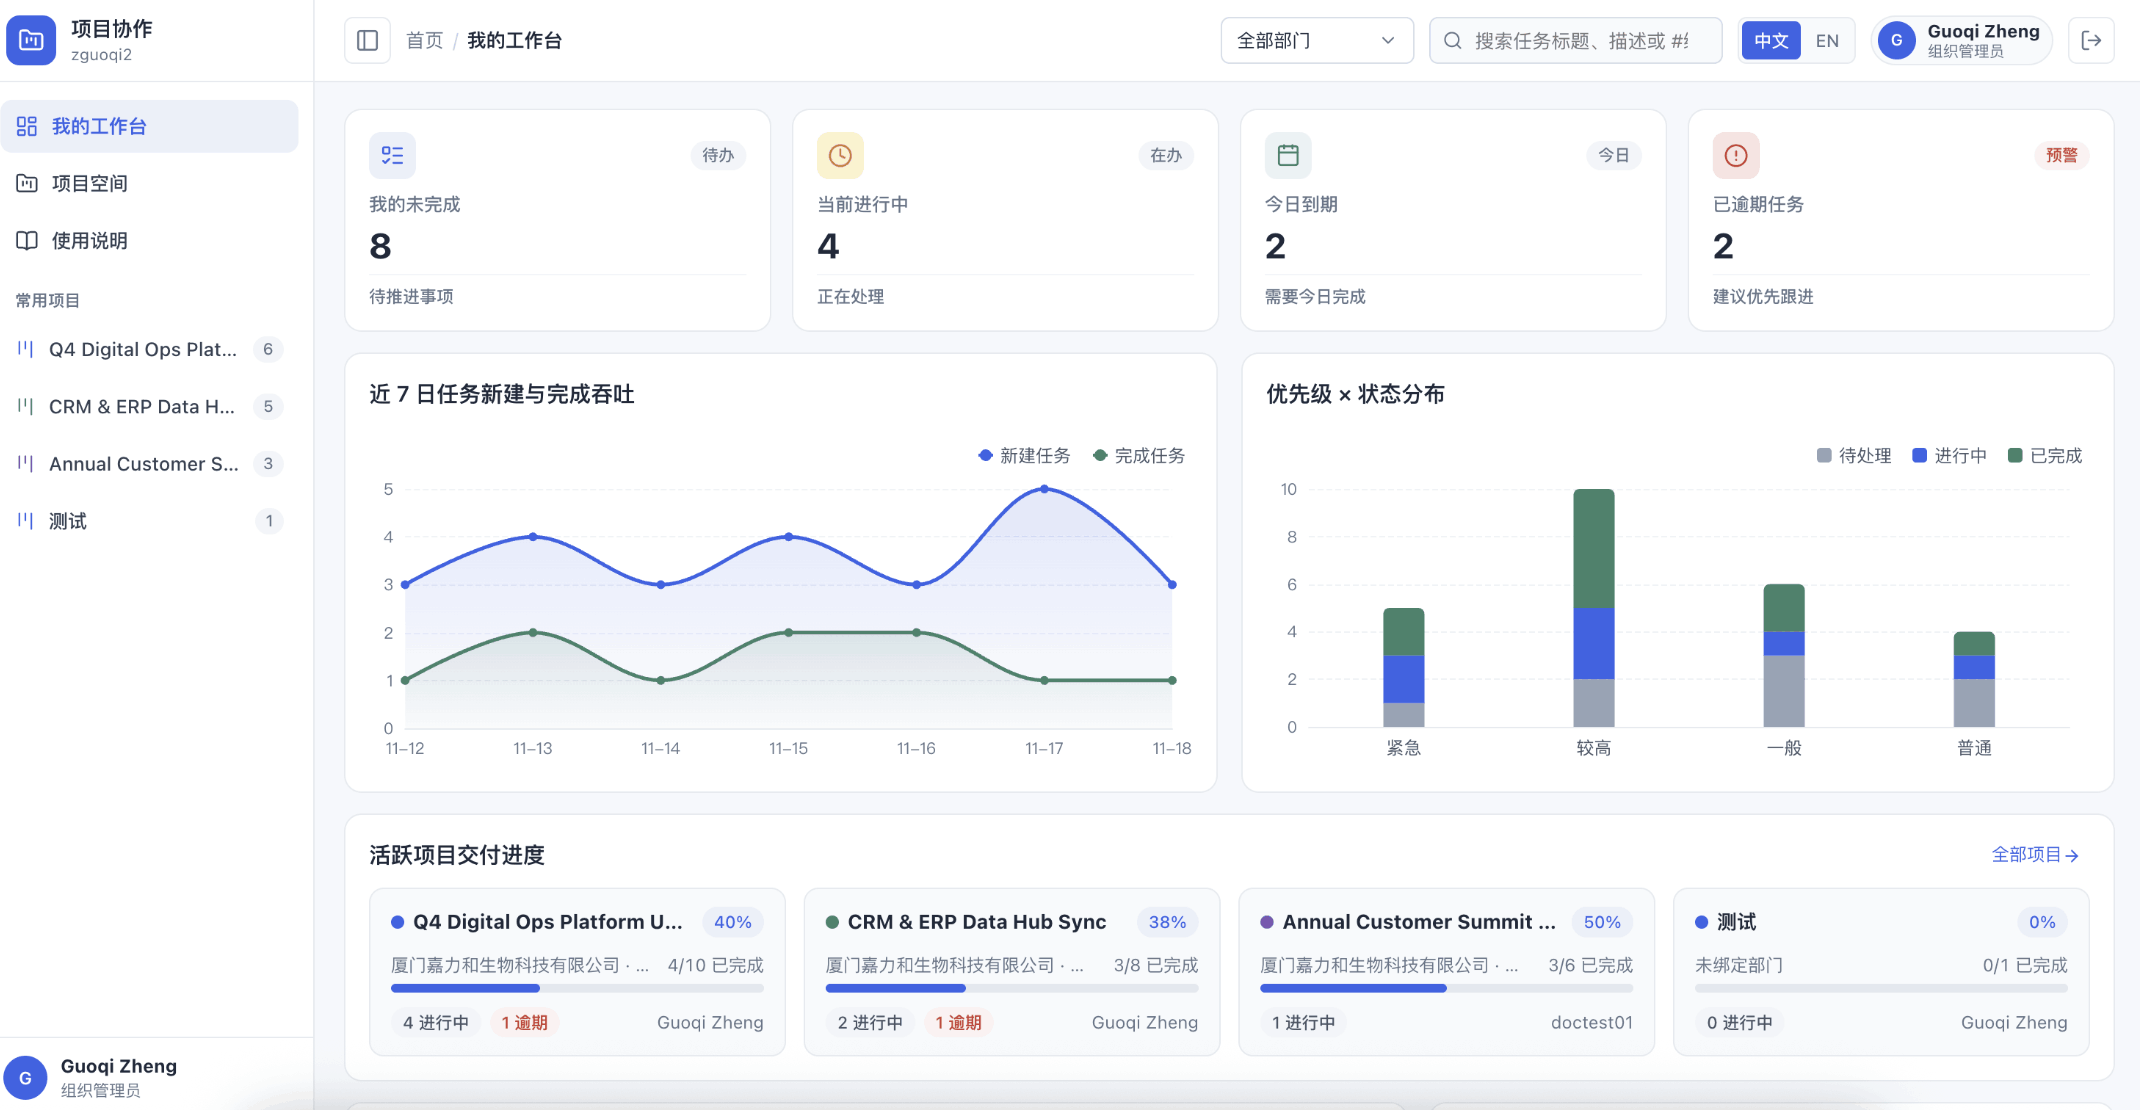 项目协作
zguoqi2
首页 / 我的工作台
全部部门
搜索任务标题、描述或 #
中文 EN
G
Guoqi Zheng
组织管理员
我的工作台
项目空间
使用说明
常用项目
Q4 Digital Ops Plat... 6
CRM & ERP Data H... 5
Annual Customer S... 3
测试 1
待办
我的未完成
8
待推进事项
在办
当前进行中
4
正在处理
今日
今日到期
2
需要今日完成
预警
已逾期任务
2
建议优先跟进
近 7 日任务新建与完成吞吐
新建任务 完成任务
5
4
3
2
1
0
11-12 11-13 11-14 11-15 11-16 11-17 11-18
优先级 × 状态分布
待处理 进行中 已完成
10
8
6
4
2
0
紧急 较高 一般 普通
活跃项目交付进度
全部项目→
Q4 Digital Ops Platform U... 40%
厦门嘉力和生物科技有限公司 · ... 4/10 已完成
4 进行中 1 逾期 Guoqi Zheng
CRM & ERP Data Hub Sync 38%
厦门嘉力和生物科技有限公司 · ... 3/8 已完成
2 进行中 1 逾期 Guoqi Zheng
Annual Customer Summit ... 50%
厦门嘉力和生物科技有限公司 · ... 3/6 已完成
1 进行中 doctest01
测试 0%
未绑定部门 0/1 已完成
0 进行中 Guoqi Zheng
G
Guoqi Zheng
组织管理员